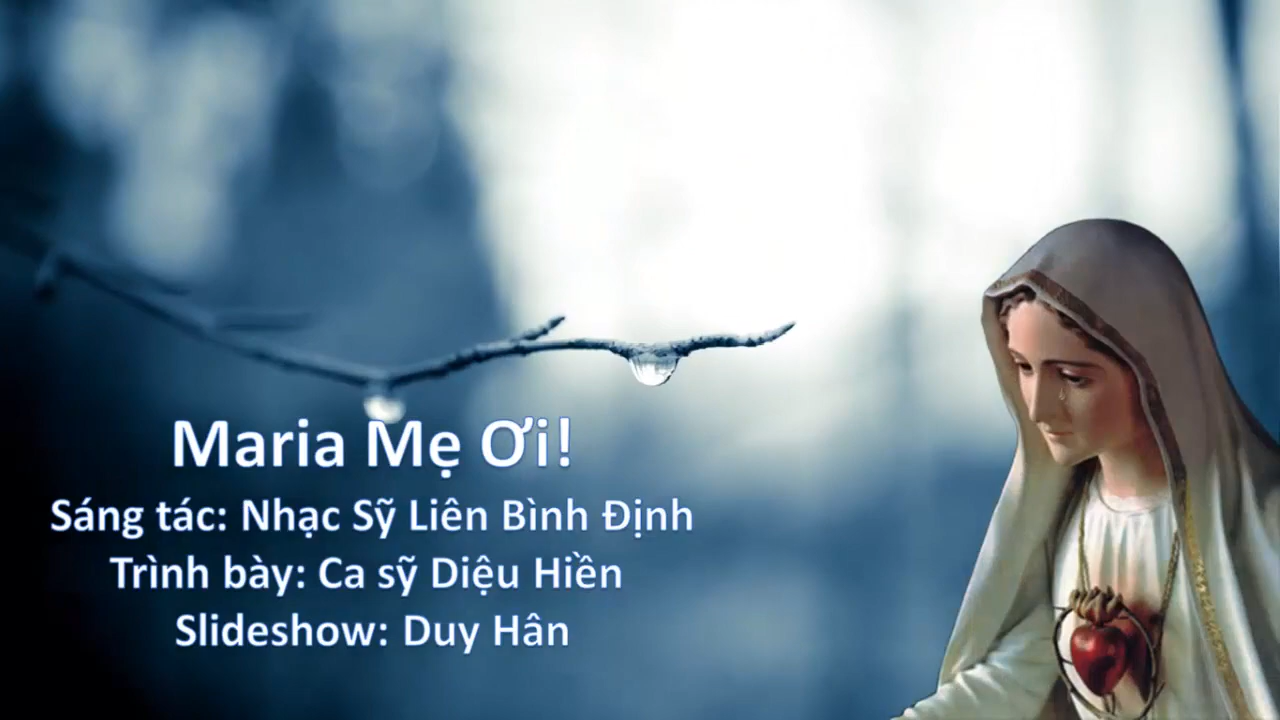 Maria Mẹ Ơi!
Sáng tác: Nhạc Sỹ Liên Bình Định
Trình bày: Ca sỹ Diệu Hiền
Slideshow: Duy Hân